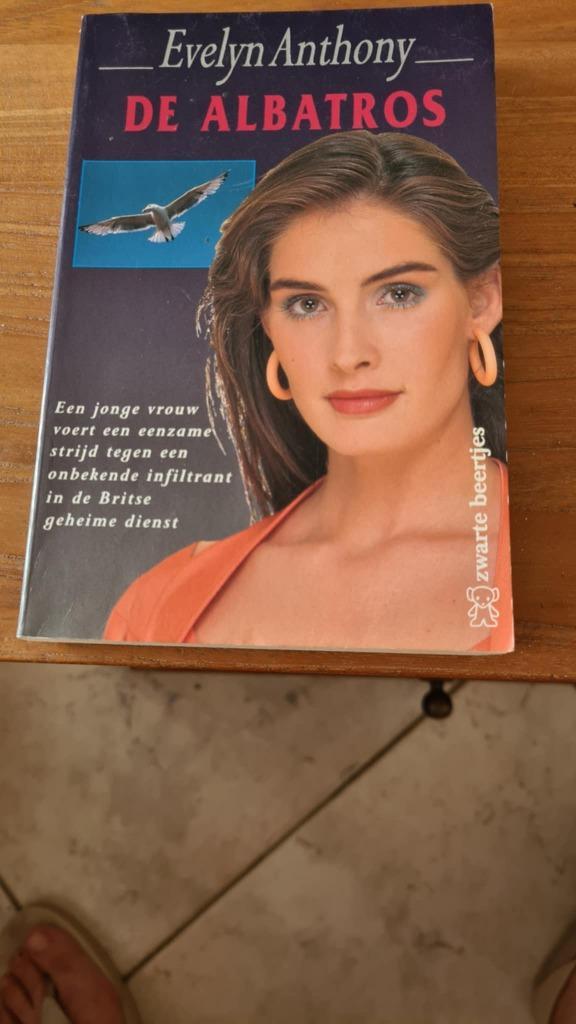 Evelyn Anthony
DE ALBATROS
Een jonge vrouw
voert een eenzame
strijd tegen een
onbekende infiltrant
in de Britse
geheime dienst
zwarte beertjes